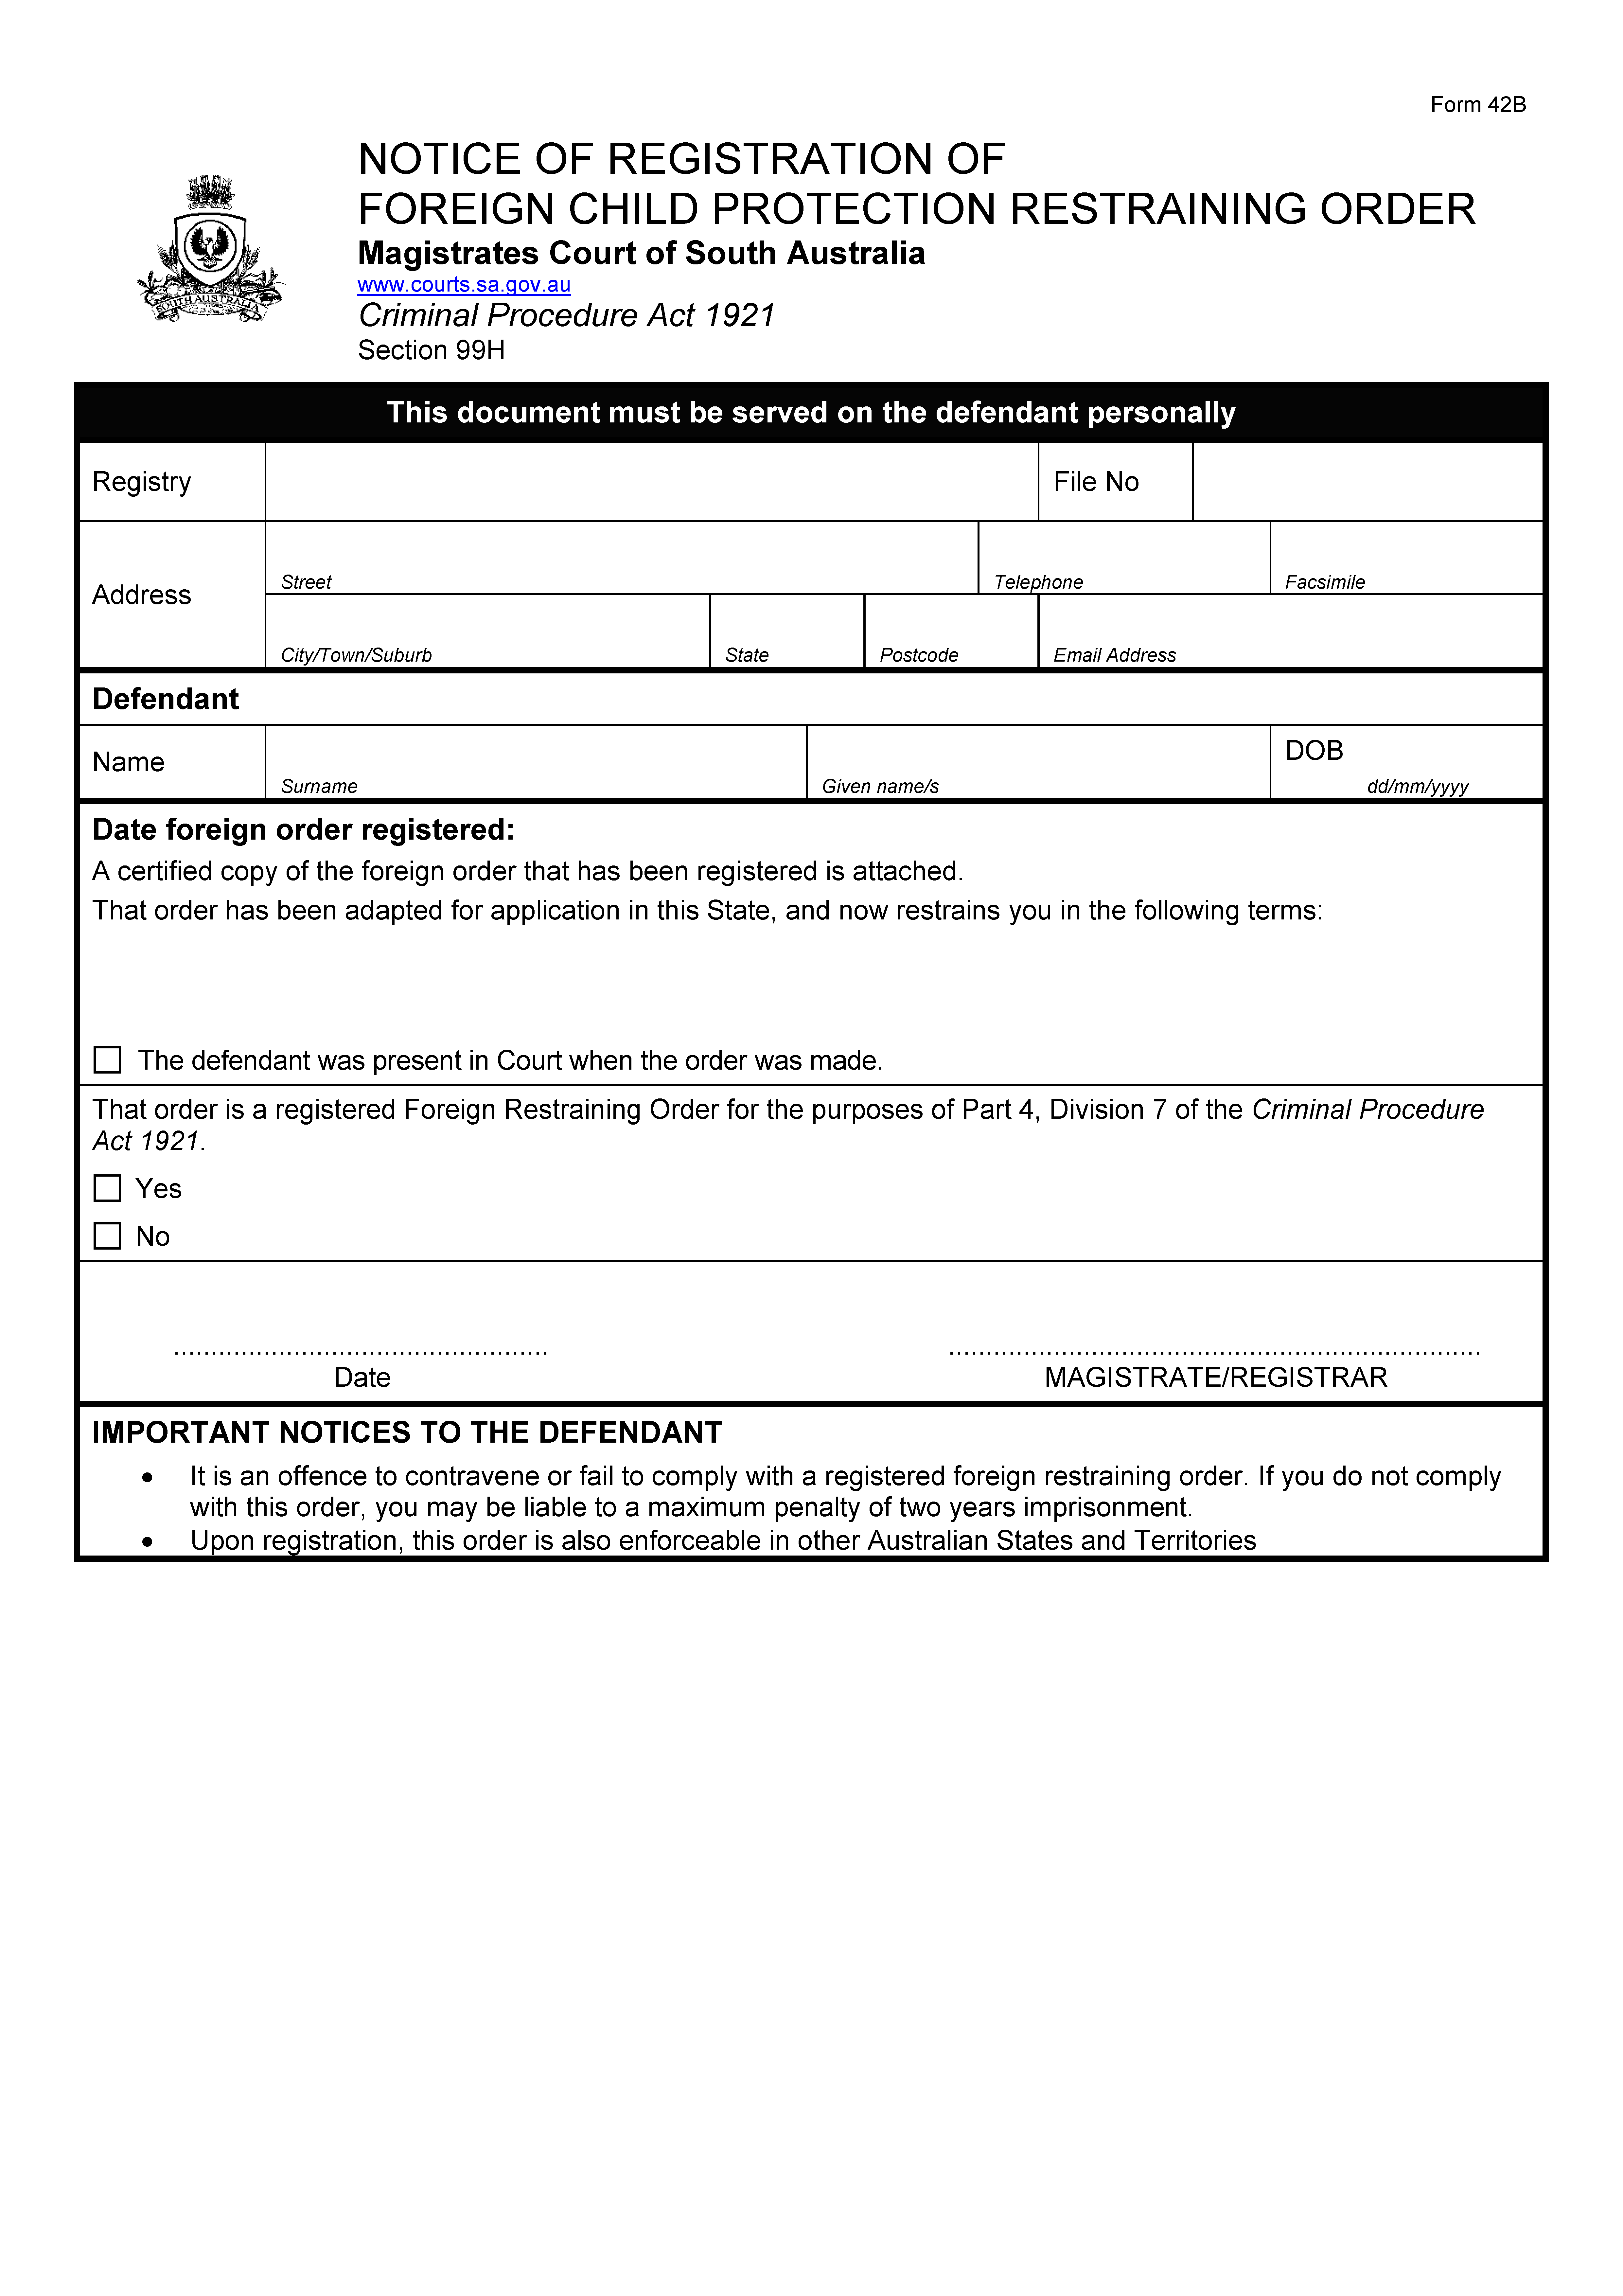 Form 42B
NOTICE OF REGISTRATION OF
FOREIGN CHILD PROTECTION RESTRAINING ORDER
Magistrates Court of South Australia
www.courts.sa.gov.au
Criminal Procedure Act 1921
Section 99H
SOUTH AUSTRALIA
This document must be served on the defendant personally
Registry
File No
Address
Street
Telephone
Facsimile
City/Town/Suburb
State
Postcode
Email Address
Defendant
Name
Surname
Given name/s
DOB
dd/mm/yyyy
Date foreign order registered:
A certified copy of the foreign order that has been registered is attached.
That order has been adapted for application in this State, and now restrains you in the following terms:
The defendant was present in Court when the order was made.
That order is a registered Foreign Restraining Order for the purposes of Part 4, Division 7 of the Criminal Procedure
Act 1921.
Yes
No
Date
MAGISTRATE/REGISTRAR
IMPORTANT NOTICES TO THE DEFENDANT
• It is an offence to contravene or fail to comply with a registered foreign restraining order. If you do not comply
with this order, you may be liable to a maximum penalty of two years imprisonment.
• Upon registration, this order is also enforceable in other Australian States and Territories